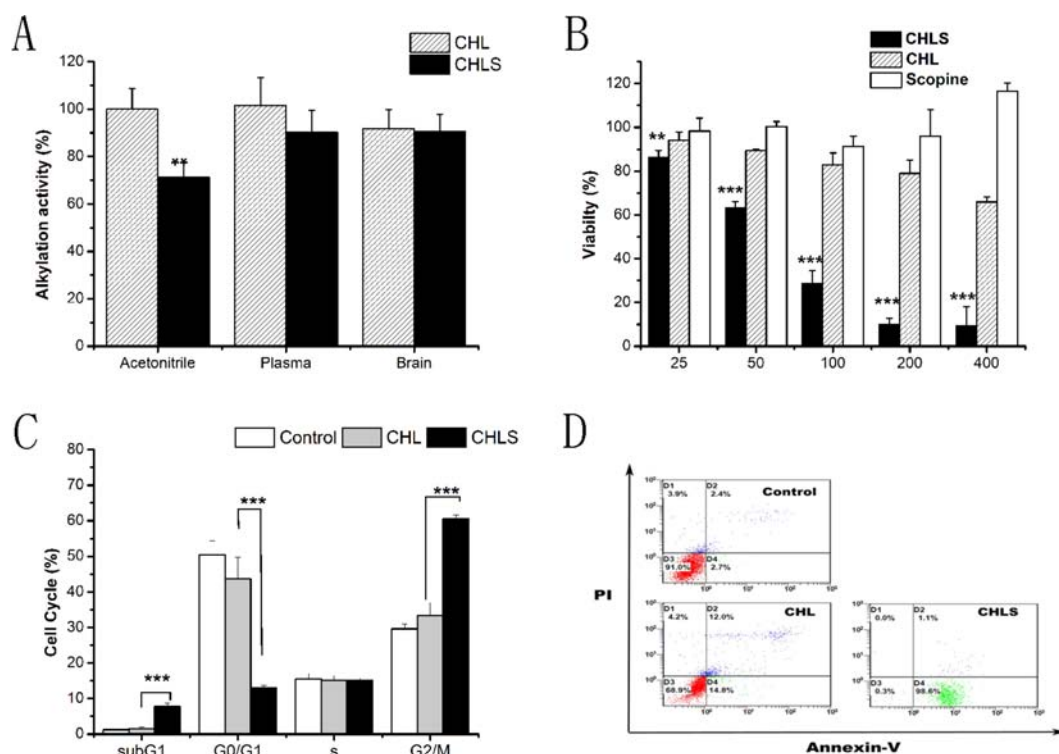 A
CHL
CHLS
120
100
80
60
40
20
0
Alkylation activity (%)
**
Acetonitrile Plasma Brain
B
CHLS
CHL
Scopine
120
100
80
60
40
20
0
Viabilty (%)
** *** *** *** ***
25 50 100 200 400
C
Control CHL CHLS
80
70
60
50
40
30
20
10
0
Cell Cycle (%)
*** *** ***
subG1 G0/G1 s G2/M
D
PI
Control
D1 D2
3.9% 2.4%
D3 D4
91.0% 2.7%
CHL
D1 D2
4.2% 12.0%
D3 D4
68.9% 14.8%
CHLS
D1 D2
0.0% 1.1%
D3 D4
0.3% 98.6%
Annexin-V